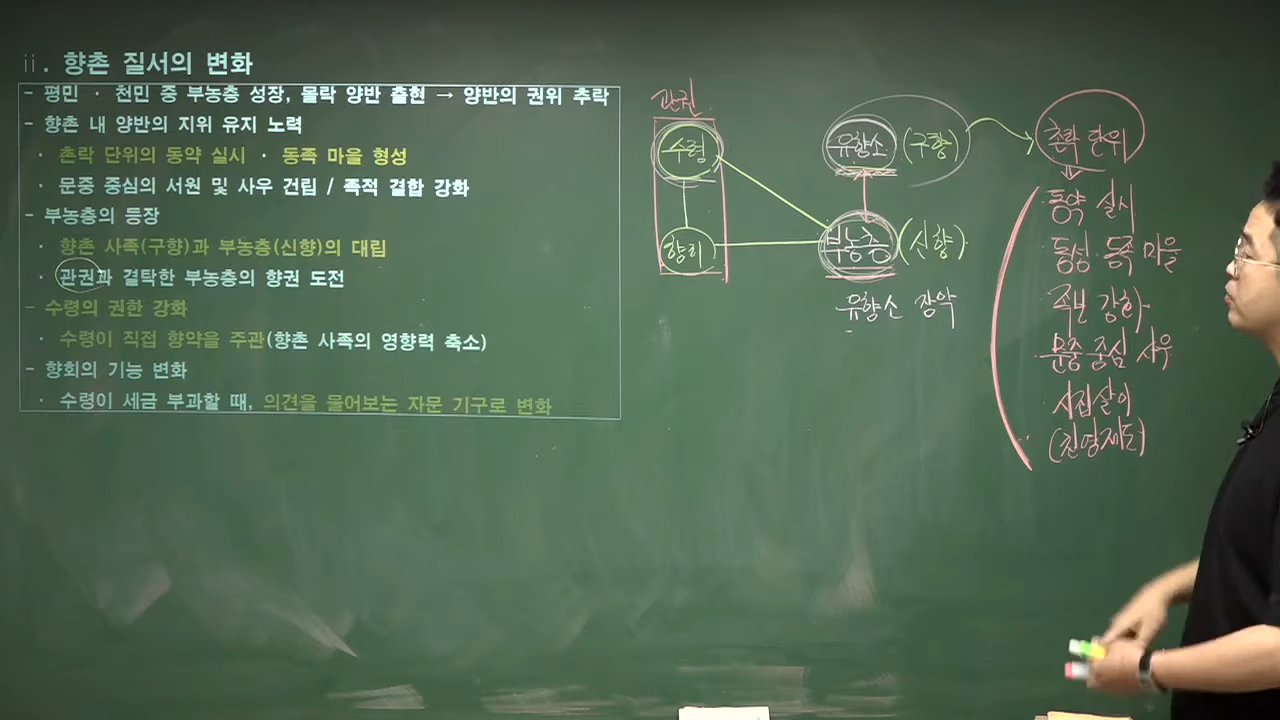 ⅱ. 향촌 질서의 변화
- 평민 · 천민 중 부농층 성장, 몰락 양반 출현 → 양반의 권위 추락
- 향촌 내 양반의 지위 유지 노력
· 촌락 단위의 동약 실시 · 동족 마을 형성
· 문중 중심의 서원 및 사우 건립 / 족적 결합 강화
- 부농층의 등장
· 향촌 사족(구향)과 부농층(신향)의 대립
· 관권과 결탁한 부농층의 향권 도전
- 수령의 권한 강화
· 수령이 직접 향약을 주관(향촌 사족의 영향력 축소)
- 향회의 기능 변화
· 수령이 세금 부과할 때, 의견을 물어보는 자문 기구로 변화
관권
수령
향리
유향소 (구향)
부농층 (신향)
유향소 장악
촌락 단위
· 동약 실시
· 동성·동족 마을
· 족보 강화
· 문중 중심 사우
· 시집살이
(친영제도)